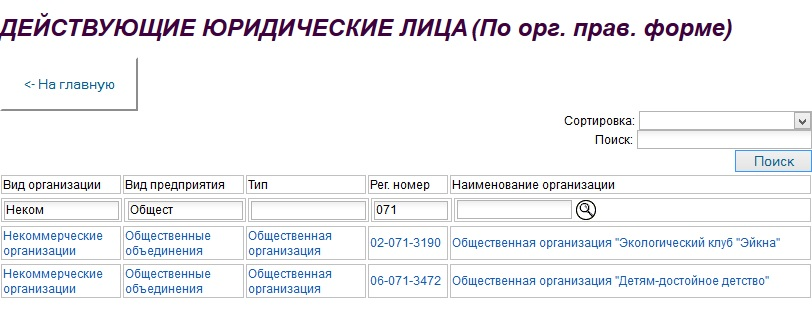 ДЕЙСТВУЮЩИЕ ЮРИДИЧЕСКИЕ ЛИЦА (По орг. прав. форме)
<- На главную
Сортировка:
Поиск:
Поиск
Вид организации Вид предприятия Тип Рег. номер Наименование организации
Неком Общест 071
Некоммерческие организации Общественные объединения Общественная организация 02-071-3190 Общественная организация "Экологический клуб "Эйкна"
Некоммерческие организации Общественные объединения Общественная организация 06-071-3472 Общественная организация "Детям-достойное детство"